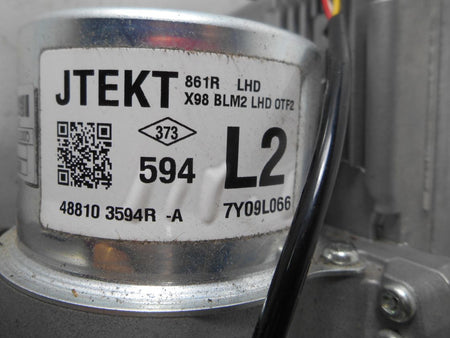 JTEKT
861R LHD
X98 BLM2 LHD OTF2
373
594
L2
48810 3594R -A
7Y09L066